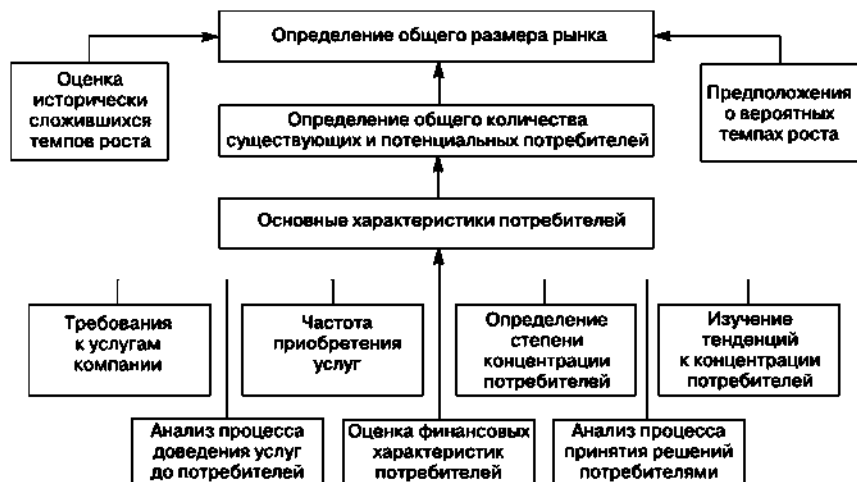 Определение общего размера рынка
Оценка
исторически
сложившихся
темпов роста
Предположения
о вероятных
темпах роста
Определение общего количества
существующих и потенциальных потребителей
Основные характеристики потребителей
Требования
к услугам
компании
Частота
приобретения
услуг
Определение
степени
концентрации
потребителей
Изучение
тенденций
к концентрации
потребителей
Анализ процесса
доведения услуг
до потребителей
Оценка финансовых
характеристик
потребителей
Анализ процесса
принятия решений
потребителями